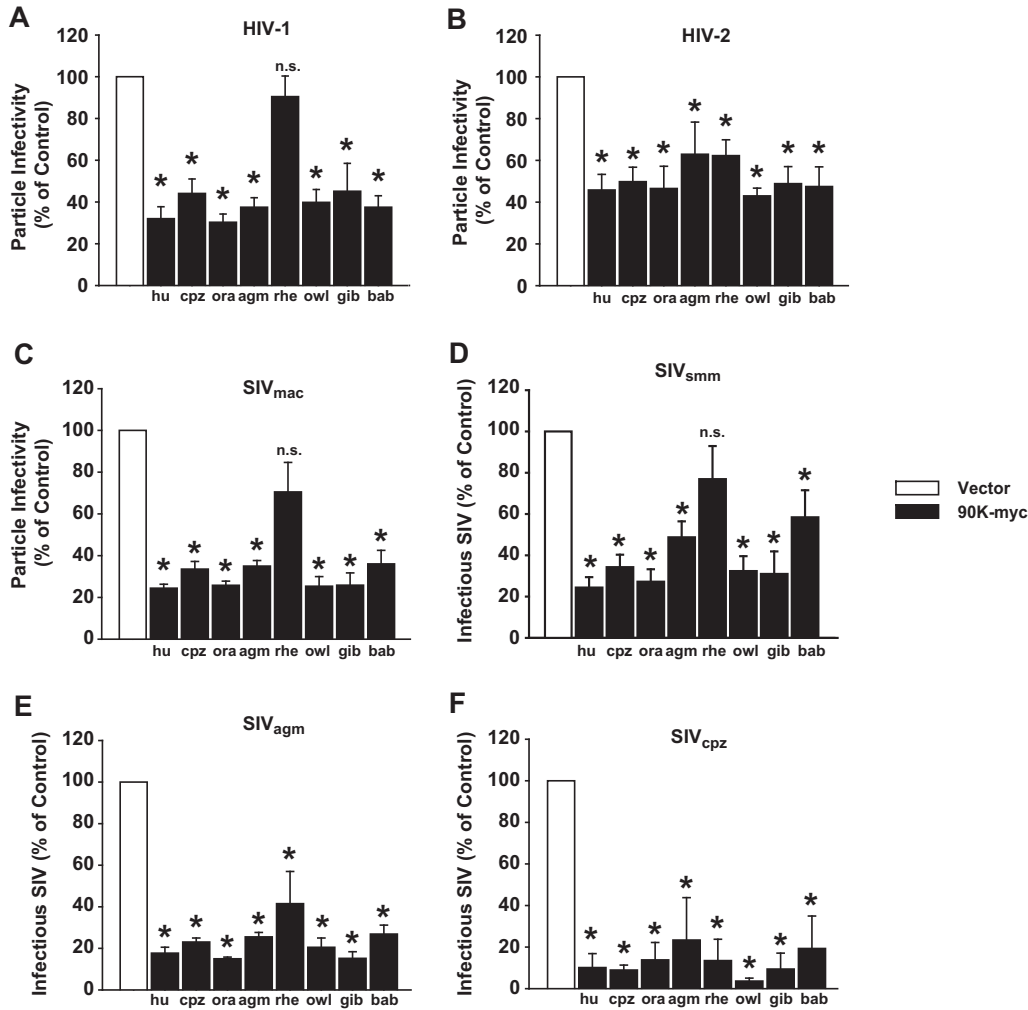 A
HIV-1
Particle Infectivity
(% of Control)
120
100
80
60
40
20
0
* * * * n.s. * * *
hu cpz ora agm rhe owl gib bab
B
HIV-2
Particle Infectivity
(% of Control)
120
100
80
60
40
20
0
* * * * * * * *
hu cpz ora agm rhe owl gib bab
C
SIVmac
Particle Infectivity
(% of Control)
120
100
80
60
40
20
0
* * * * n.s. * * *
hu cpz ora agm rhe owl gib bab
D
SIVsmm
Infectious SIV (% of Control)
120
100
80
60
40
20
0
* * * * n.s. * * *
hu cpz ora agm rhe owl gib bab
Vector
90K-myc
E
SIVagm
Infectious SIV (% of Control)
120
100
80
60
40
20
0
* * * * * * * *
hu cpz ora agm rhe owl gib bab
F
SIVcpz
Infectious SIV (% of Control)
120
100
80
60
40
20
0
* * * * * * * *
hu cpz ora agm rhe owl gib bab